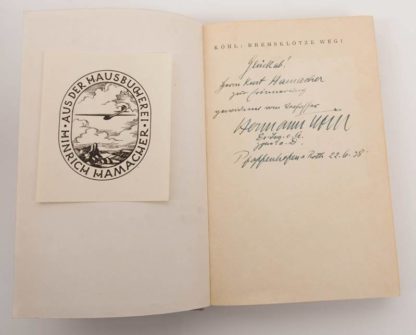 AUS DER HAUSBÜCHEREI
HINRICH HAMACHER
KÖHL: BREMSKLÖTZE WEG!
Glückab!
Herrn Kurt Hamacher
zur Erinnerung
gewidmet vom Verfasser
Hermann Köhl
Pfaffenhofen a Roth 22.6.38